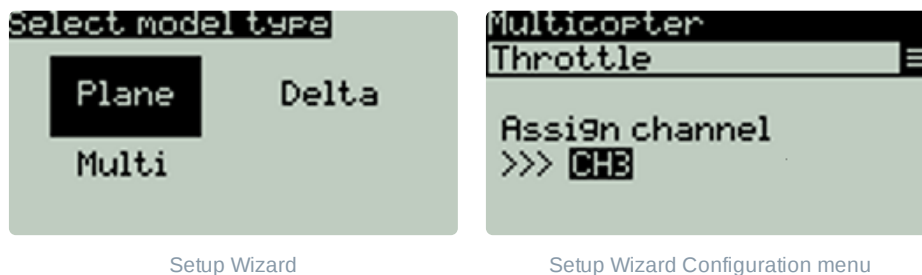 Select model type
Plane Delta
Multi
Setup Wizard
Multicopter
Throttle
Assign channel
>>> CH3
Setup Wizard Configuration menu